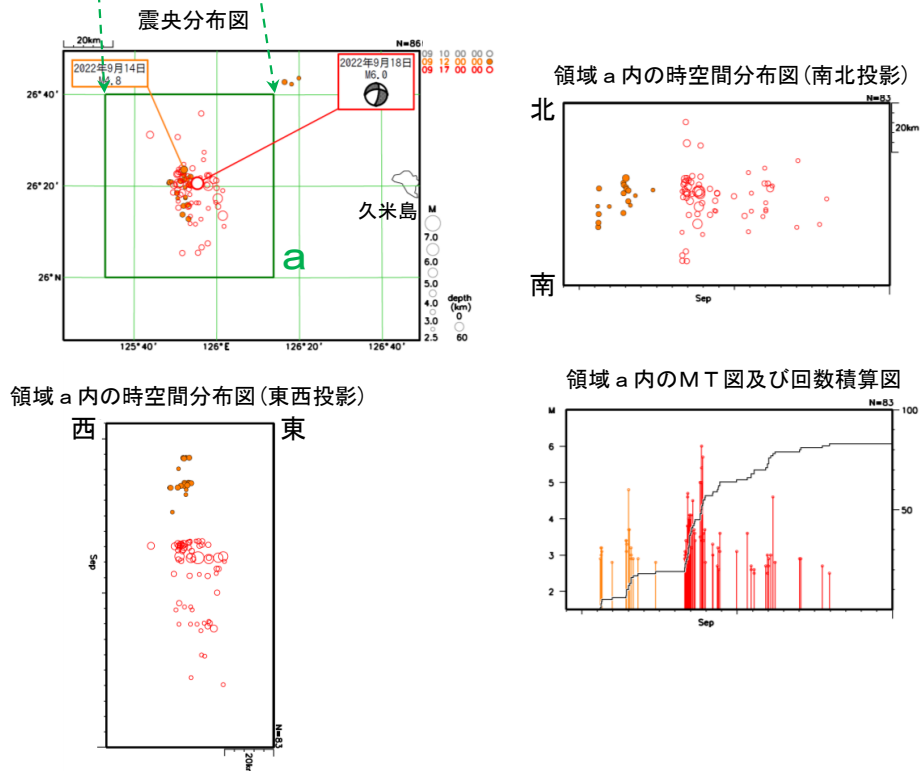 震央分布図
20km
N=86
09 10 00 00
09 12 00 00
09 17 00 00
2022年9月14日
M4.8
2022年9月18日
M6.0
26°40'
26°20'
26°N
125°40'
126°E
126°20'
126°40'
久米島
a
M
7.0
6.0
5.0
4.0
3.0
2.5
depth
(km)
0
60
領域a内の時空間分布図(南北投影)
N=83
北
南
20km
Sep
領域a内の時空間分布図(東西投影)
西
東
Sep
N=83
20km
領域a内のMT図及び回数積算図
N=83
M
6
5
4
3
2
100
50
Sep